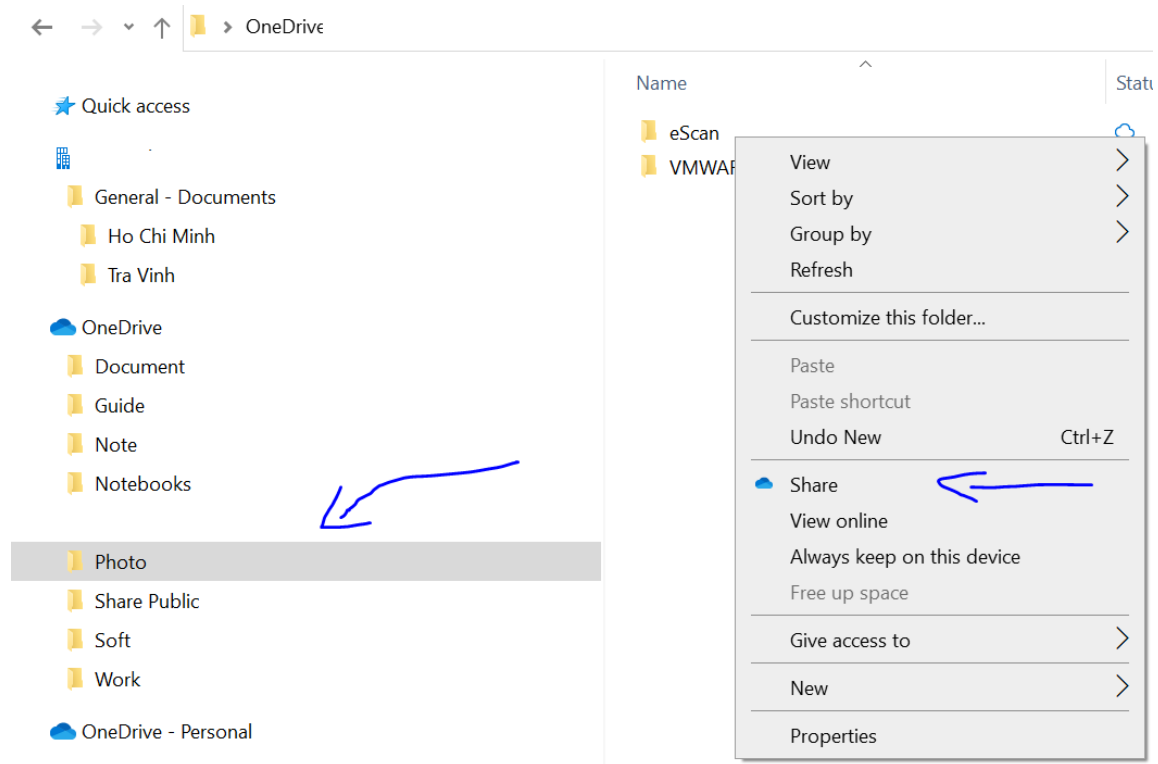 OneDrive
Name
Statu
Quick access
General - Documents
Ho Chi Minh
Tra Vinh
OneDrive
Document
Guide
Note
Notebooks
Photo
Share Public
Soft
Work
OneDrive - Personal
eScan
VMWAR
View
Sort by
Group by
Refresh
Customize this folder...
Paste
Paste shortcut
Undo New Ctrl+Z
Share
View online
Always keep on this device
Free up space
Give access to
New
Properties